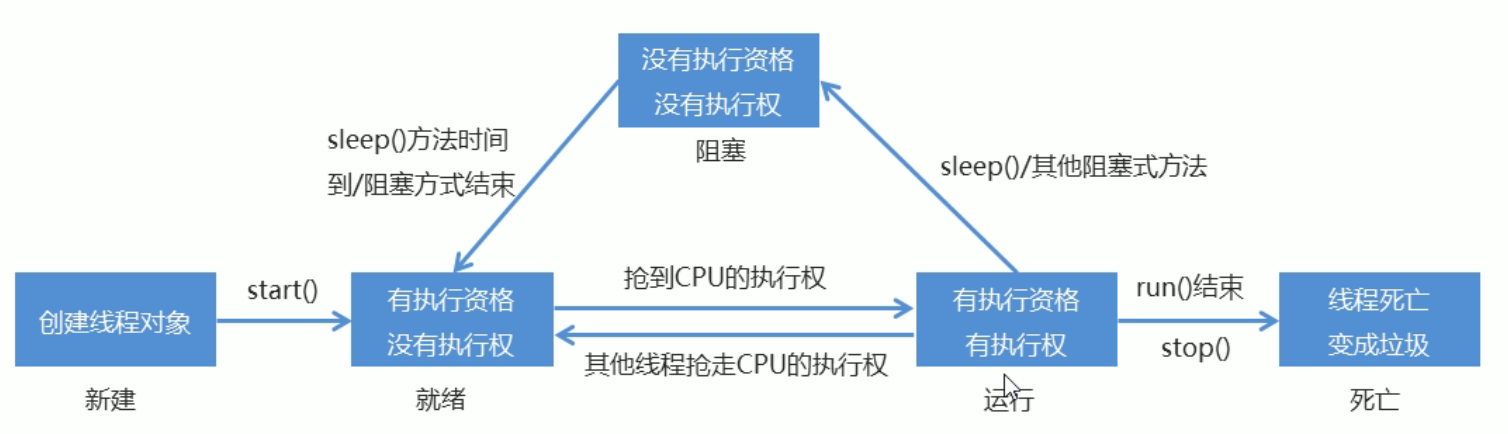 没有执行资格
没有执行权
阻塞
sleep()方法时间
到/阻塞方式结束
sleep()/其他阻塞式方法
创建线程对象
新建
start()
有执行资格
没有执行权
就绪
抢到CPU的执行权
其他线程抢走CPU的执行权
有执行资格
有执行权
运行
run()结束
stop()
线程死亡
变成垃圾
死亡